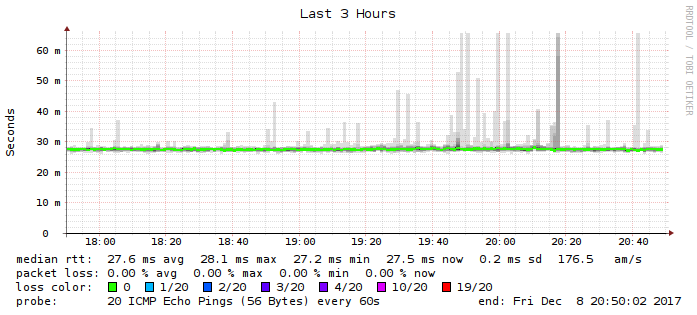 Last 3 Hours
RRDTOOL / TOBI OETIKER
Seconds
60 m
50 m
40 m
30 m
20 m
10 m
0
18:00 18:20 18:40 19:00 19:20 19:40 20:00 20:20 20:40
median rtt: 27.6 ms avg 28.1 ms max 27.2 ms min 27.5 ms now 0.2 ms sd 176.5 am/s
packet loss: 0.00 % avg 0.00 % max 0.00 % min 0.00 % now
loss color: 0 1/20 2/20 3/20 4/20 10/20 19/20
probe: 20 ICMP Echo Pings (56 Bytes) every 60s end: Fri Dec 8 20:50:02 2017